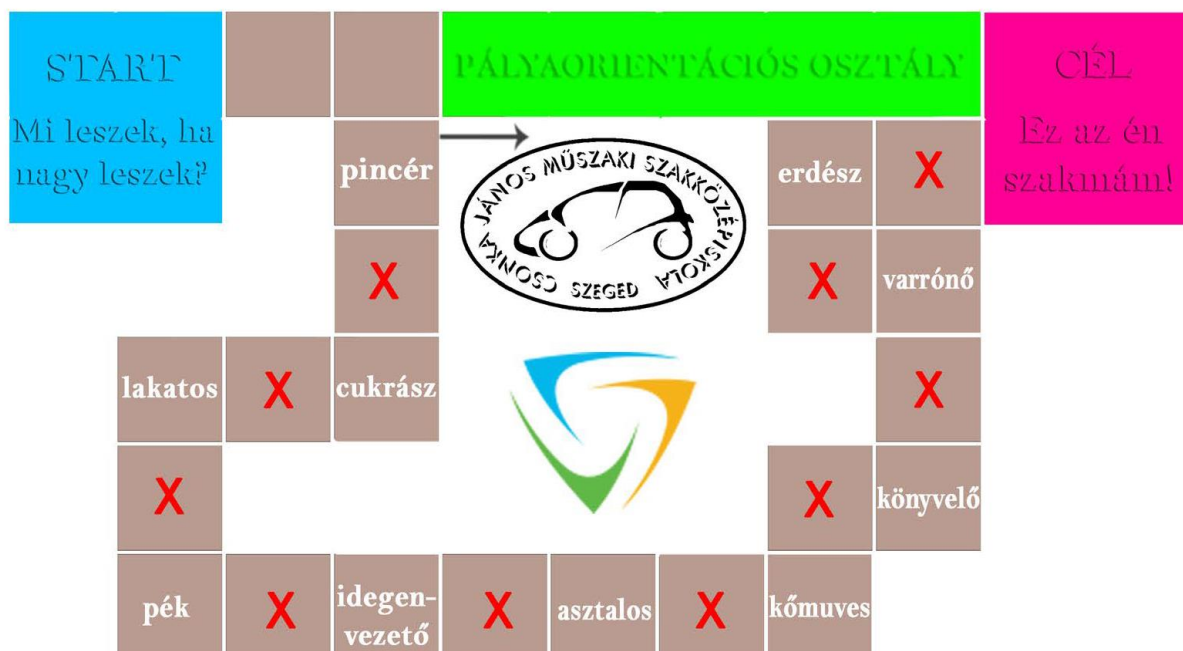 START
Mi leszek, ha
nagy leszek?
PÁLYAORIENTÁCIÓS OSZTÁLY
CÉL
Ez az én
szakmám!
pincér
CSONKA JÁNOS MŰSZAKI SZAKKÖZÉPISKOLA
SZEGED
erdész
X
X
X
varrónő
lakatos
X
cukrász
X
X
X
könyvelő
pék
X
idegen-
vezető
X
asztalos
X
kőmuves